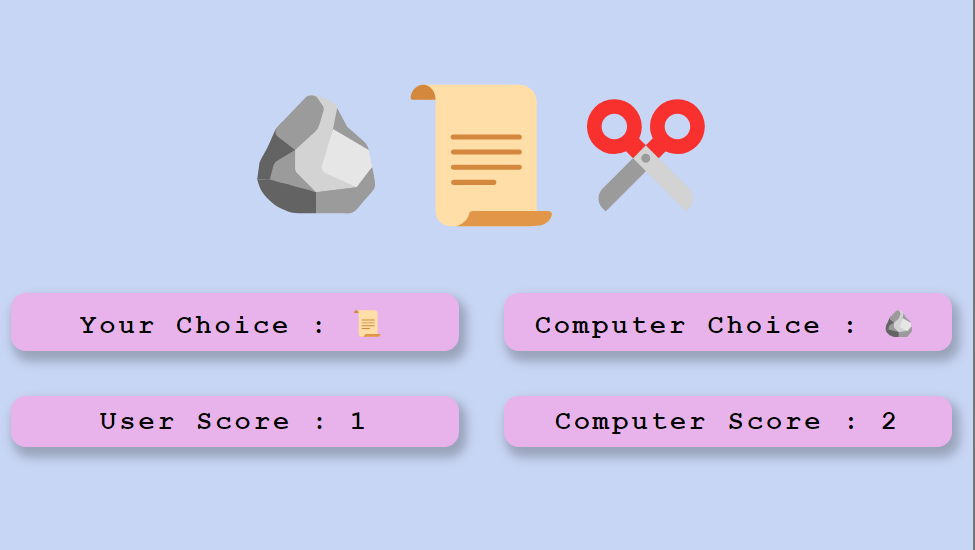 Your Choice : 📜
Computer Choice : 🪨
User Score : 1
Computer Score : 2